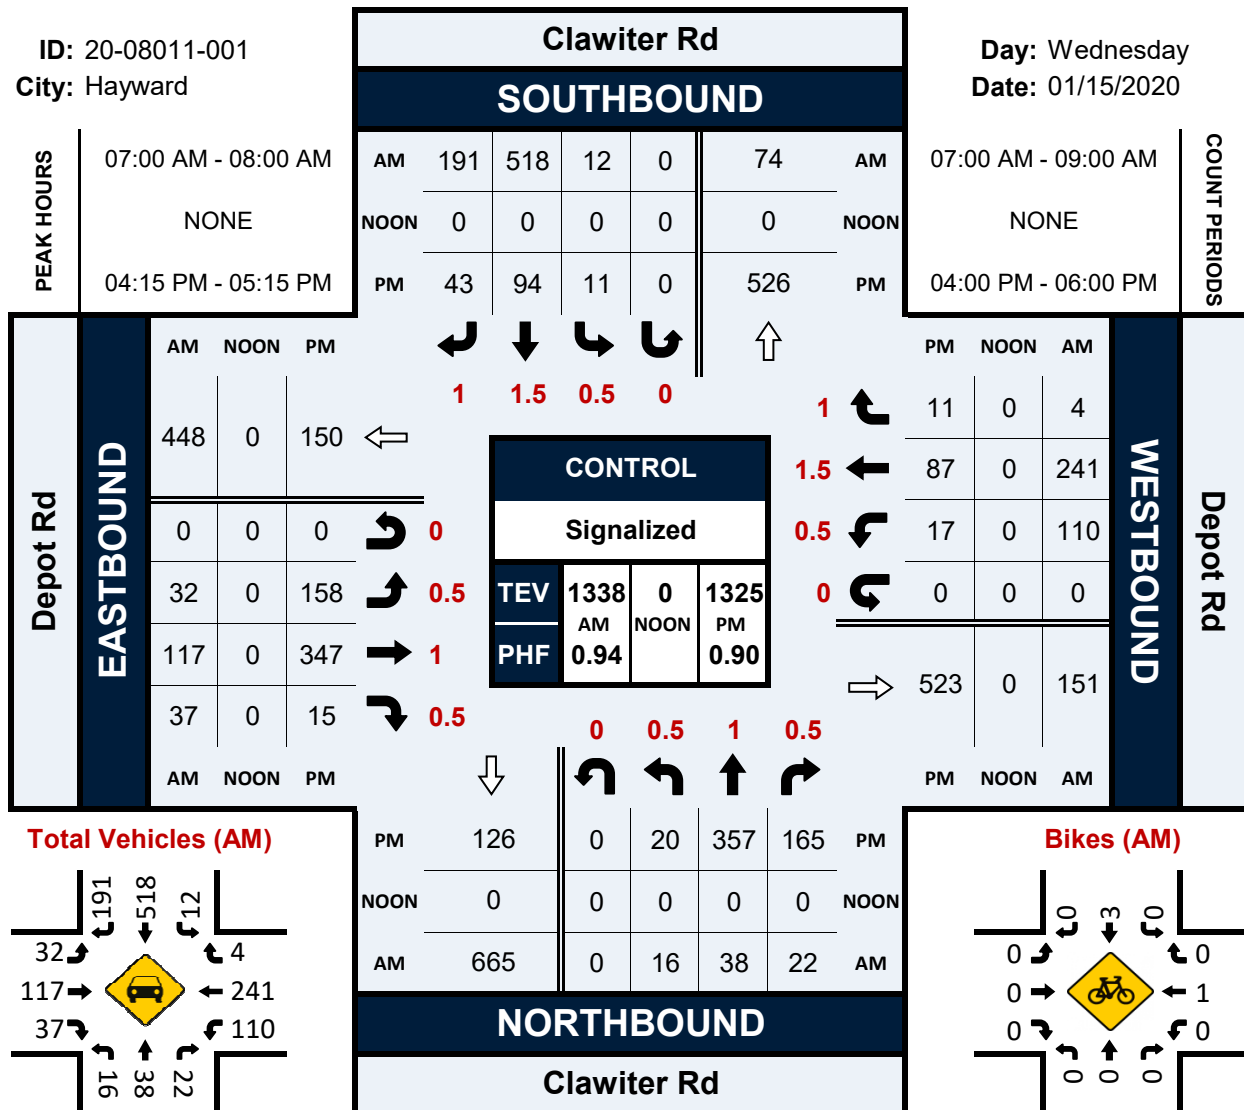 Clawiter Rd
ID: 20-08011-001
Day: Wednesday
City: Hayward
Date: 01/15/2020
SOUTHBOUND
PEAK HOURS
07:00 AM - 08:00 AM
NONE
04:15 PM - 05:15 PM
AM 191 518 12 0 74 AM
NOON 0 0 0 0 0 NOON
PM 43 94 11 0 526 PM
07:00 AM - 09:00 AM
NONE
04:00 PM - 06:00 PM
COUNT PERIODS
1 1.5 0.5 0
Depot Rd
EASTBOUND
AM NOON PM
448 0 150
0 0 0 0
32 0 158 0.5
117 0 347 1
37 0 15 0.5
AM NOON PM
CONTROL
Signalized
TEV 1338 0 1325
AM NOON PM
PHF 0.94 0.90
PM NOON AM
1 11 0 4
1.5 87 0 241
0.5 17 0 110
0 0 0 0
523 0 151
PM NOON AM
WESTBOUND
Depot Rd
0 0.5 1 0.5
PM 126 0 20 357 165 PM
NOON 0 0 0 0 0 NOON
AM 665 0 16 38 22 AM
NORTHBOUND
Clawiter Rd
Total Vehicles (AM)
191 518 12
32 4
117 241
37 110
16 38 22
Bikes (AM)
0 3 0
0 0
0 1
0 0
0 0 0